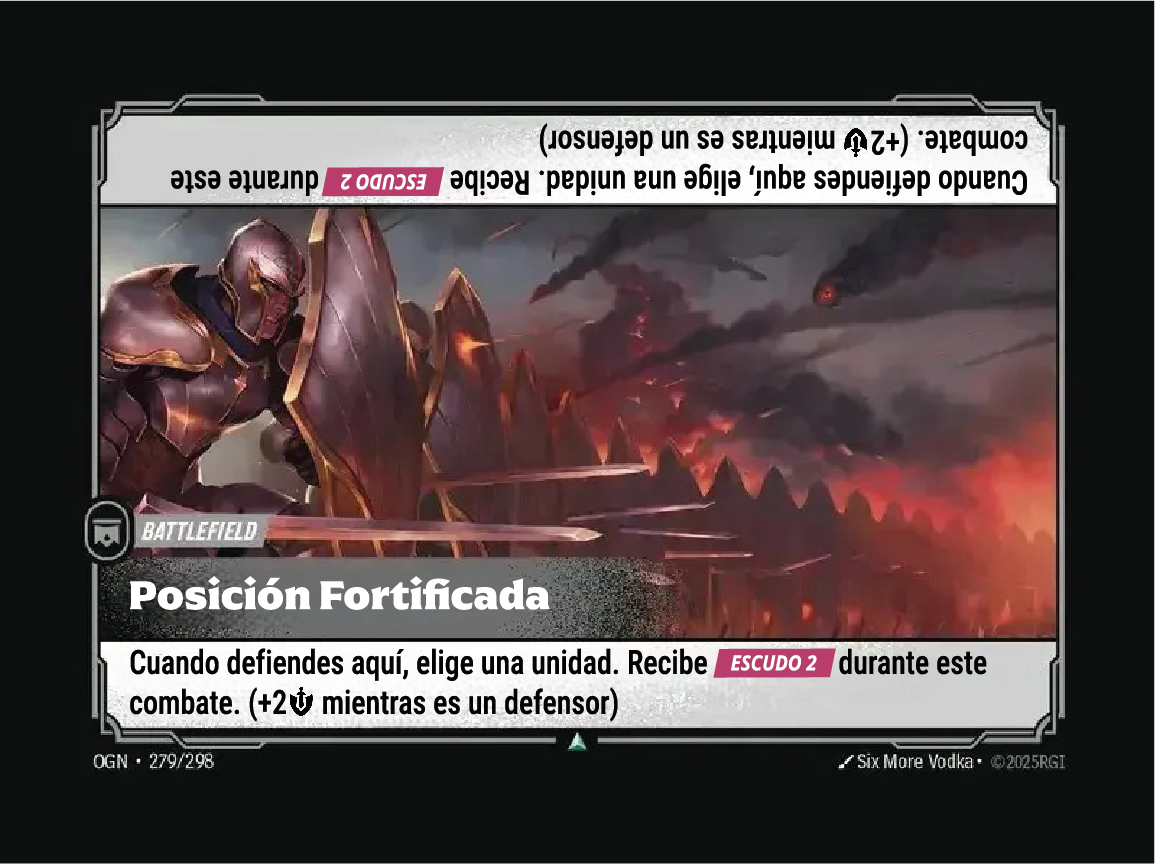 Cuando defiendes aquí, elige una unidad. Recibe ESCUDO 2 durante este
combate. (+2 mientras es un defensor)
BATTLEFIELD
Posición Fortificada
Cuando defiendes aquí, elige una unidad. Recibe ESCUDO 2 durante este
combate. (+2 mientras es un defensor)
OGN • 279/298
Six More Vodka • ©2025RGI